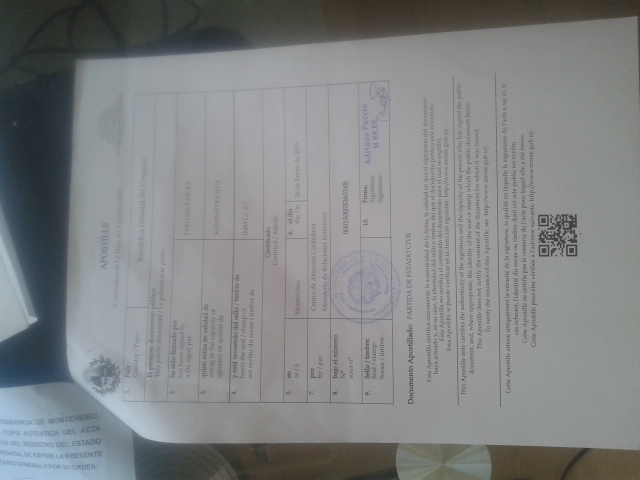 MONTEVIDEO,
DEL ACTA
DEL ESTADO
APOSTILLE
(Convention de La Haye du
1. País
Country / Pays:
República Oriental del Uruguay
El presente documento público
This public document / Le présent acte public
2. ha sido firmado por
has been signed by
a été signé par
FABIANA
3. quien actúa en calidad de
acting in the capacity of
agissant en qualité de
4. y está revestido del sello / timbre de
bears the seal / stamp of
est revêtu du sceau / timbre de
IMM CC 2 7
Certificado
Certified / Attesté
5. en
at / à
Montevideo
6. el día
the / le
26 de Enero de 2015
7. por
by / par
Centro de Atención Ciudadana
Ministerio de Relaciones Exteriores
8. bajo el número
Nº
sous nº
9. Sello / timbre:
Seal / stamp:
Sceau / timbre:
10. Firma:
Signature:
Signature:
Adriana
M.RR.EE.
Documento Apostillado: PARTIDA DE ESTADO CIVIL
Esta Apostilla certifica únicamente la autenticidad de la firma, la calidad en que el signatario del documento
haya actuado y, en su caso, la identidad del sello o timbre del que el documento público esté revestido.
Esta Apostilla no certifica el contenido del documento para el cual se expidió.
Esta Apostilla se puede verificar en la dirección siguiente: http://www.mrree.gub.uy.
This Apostille only certifies the authenticity of the signature and the capacity of the person who has signed the public
document, and, where appropriate, the identity of the seal or stamp which the public document bears.
This Apostille does not certify the content of the document for which it was issued.
To verify the issuance of this Apostille, see http://www.mrree.gub.uy.
Cette Apostille atteste uniquement la véracité de la signature, la qualité en laquelle le signataire de l'acte a agi et, le
cas échéant, l'identité du sceau ou timbre dont cet acte public est revêtu.
Cette Apostille ne certifie pas le contenu de l'acte pour lequel elle a été émise.
Cette Apostille peut être vérifiée à l'adresse suivante: http://www.mrree.gub.uy.